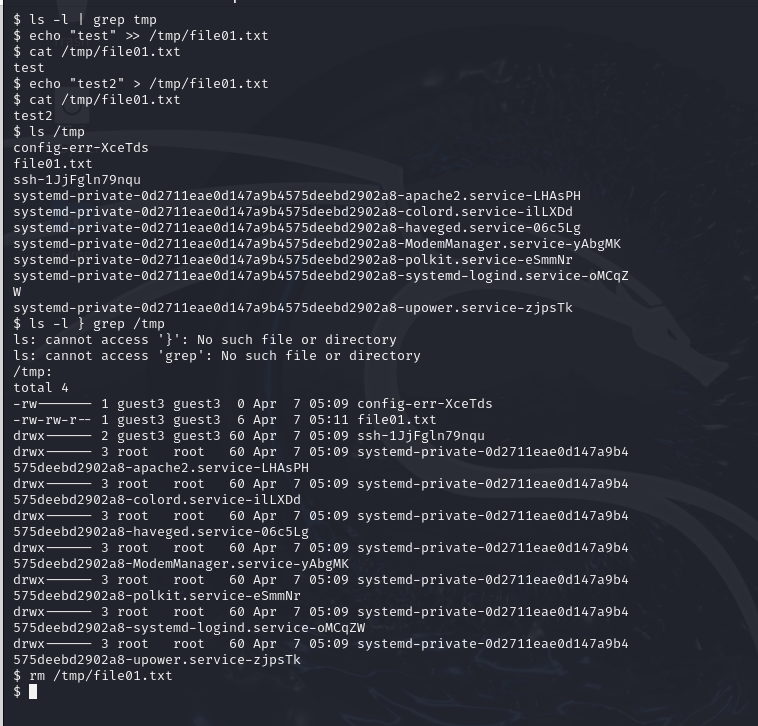 $ ls -l | grep tmp
$ echo "test" >> /tmp/file01.txt
$ cat /tmp/file01.txt
test
$ echo "test2" > /tmp/file01.txt
$ cat /tmp/file01.txt
test2
$ ls /tmp
config-err-XceTds
file01.txt
ssh-1JjFgln79nqu
systemd-private-0d2711eae0d147a9b4575deebd2902a8-apache2.service-LHAsPH
systemd-private-0d2711eae0d147a9b4575deebd2902a8-colord.service-ilLXDd
systemd-private-0d2711eae0d147a9b4575deebd2902a8-haveged.service-06c5Lg
systemd-private-0d2711eae0d147a9b4575deebd2902a8-ModemManager.service-yAbgMK
systemd-private-0d2711eae0d147a9b4575deebd2902a8-polkit.service-eSmmNr
systemd-private-0d2711eae0d147a9b4575deebd2902a8-systemd-logind.service-oMCqZ
W
systemd-private-0d2711eae0d147a9b4575deebd2902a8-upower.service-zjpsTk
$ ls -l } grep /tmp
ls: cannot access '}': No such file or directory
ls: cannot access 'grep': No such file or directory
/tmp:
total 4
-rw------- 1 guest3 guest3  0 Apr  7 05:09 config-err-XceTds
-rw-rw-r-- 1 guest3 guest3  6 Apr  7 05:11 file01.txt
drwx------ 2 guest3 guest3 60 Apr  7 05:09 ssh-1JjFgln79nqu
drwx------ 3 root   root   60 Apr  7 05:09 systemd-private-0d2711eae0d147a9b4
575deebd2902a8-apache2.service-LHAsPH
drwx------ 3 root   root   60 Apr  7 05:09 systemd-private-0d2711eae0d147a9b4
575deebd2902a8-colord.service-ilLXDd
drwx------ 3 root   root   60 Apr  7 05:09 systemd-private-0d2711eae0d147a9b4
575deebd2902a8-haveged.service-06c5Lg
drwx------ 3 root   root   60 Apr  7 05:09 systemd-private-0d2711eae0d147a9b4
575deebd2902a8-ModemManager.service-yAbgMK
drwx------ 3 root   root   60 Apr  7 05:09 systemd-private-0d2711eae0d147a9b4
575deebd2902a8-polkit.service-eSmmNr
drwx------ 3 root   root   60 Apr  7 05:09 systemd-private-0d2711eae0d147a9b4
575deebd2902a8-systemd-logind.service-oMCqZW
drwx------ 3 root   root   60 Apr  7 05:09 systemd-private-0d2711eae0d147a9b4
575deebd2902a8-upower.service-zjpsTk
$ rm /tmp/file01.txt
$